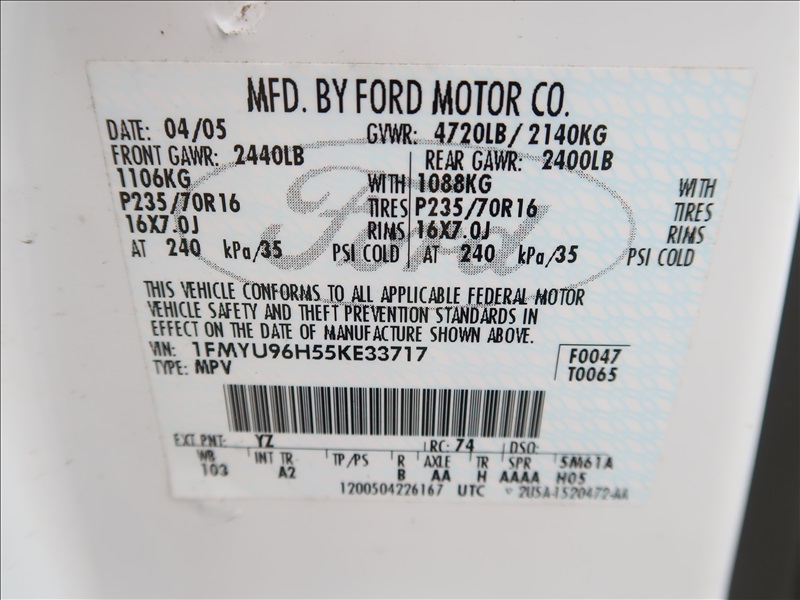 MFD. BY FORD MOTOR CO.
DATE: 04/05 GVWR: 4720LB/ 2140KG
FRONT GAWR: 2440LB REAR GAWR: 2400LB
1106KG WITH 1088KG WITH
P235/70R16 TIRES P235/70R16 TIRES
16X7.0J RIMS 16X7.0J RIMS
AT 240 kPa/35 PSI COLD AT 240 kPa/35 PSI COLD
Ford
THIS VEHICLE CONFORMS TO ALL APPLICABLE FEDERAL MOTOR
VEHICLE SAFETY AND THEFT PREVENTION STANDARDS IN
EFFECT ON THE DATE OF MANUFACTURE SHOWN ABOVE.
VIN: 1FMYU96H55KE33717 F0047
TYPE: MPV T0065
EXT PNT: YZ RC: 74 DSO:
WB INT TR TP/PS R AXLE TR SPR 5M61A
103 A2 B AA H AAAA H05
1200504226167 UTC 2U5A-1520472-AA